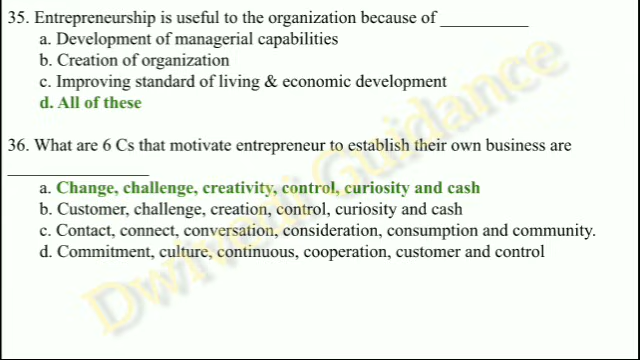 35. Entrepreneurship is useful to the organization because of __________
a. Development of managerial capabilities
b. Creation of organization
c. Improving standard of living & economic development
d. All of these
36. What are 6 Cs that motivate entrepreneur to establish their own business are
________________
a. Change, challenge, creativity, control, curiosity and cash
b. Customer, challenge, creation, control, curiosity and cash
c. Contact, connect, conversation, consideration, consumption and community.
d. Commitment, culture, continuous, cooperation, customer and control
Dwivedi Guidance